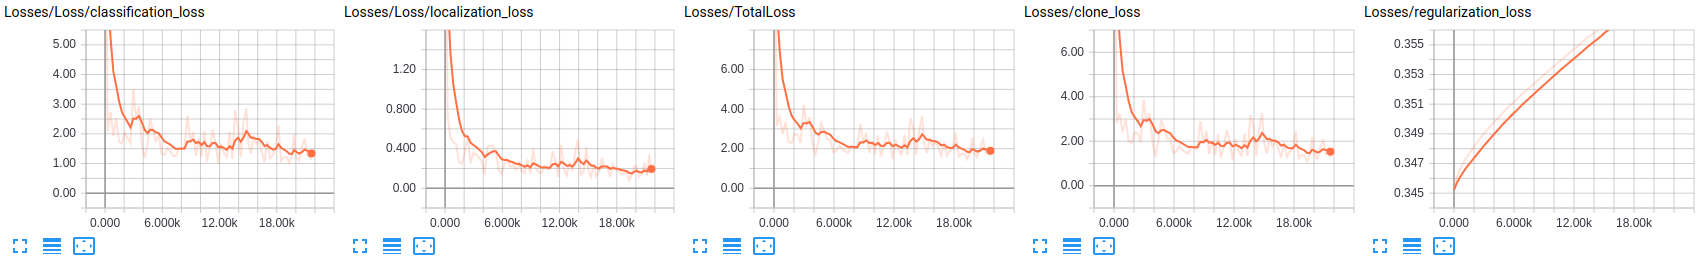 Losses/Loss/classification_loss
5.00
4.00
3.00
2.00
1.00
0.00
0.000 6.000k 12.00k 18.00k
Losses/Loss/localization_loss
1.20
0.800
0.400
0.00
0.000 6.000k 12.00k 18.00k
Losses/TotalLoss
6.00
4.00
2.00
0.00
0.000 6.000k 12.00k 18.00k
Losses/clone_loss
6.00
4.00
2.00
0.00
0.000 6.000k 12.00k 18.00k
Losses/regularization_loss
0.355
0.353
0.351
0.349
0.347
0.345
0.000 6.000k 12.00k 18.00k